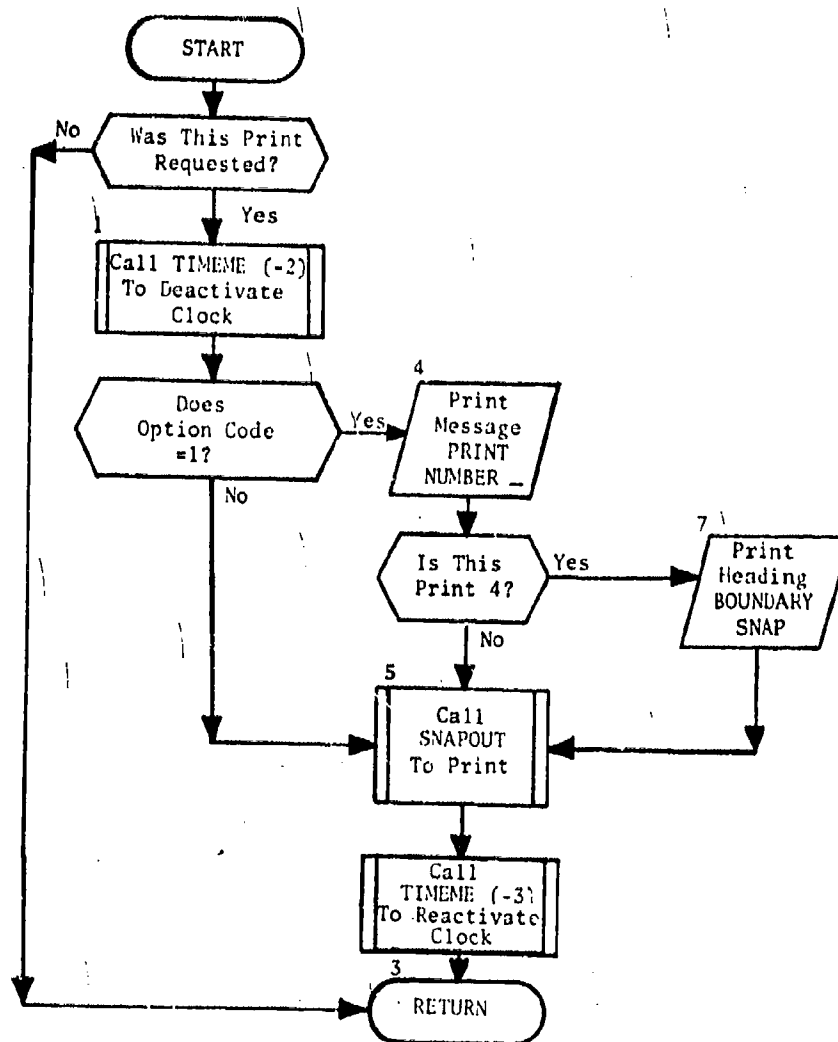 START
No
Was This Print
Requested?
Yes
1
Call TIMEME (-2)
To Deactivate
Clock
Does
Option Code
=1?
Yes
No
4
Print
Message
PRINT
NUMBER _
Is This
Print 4?
Yes
No
7
Print
Heading
BOUNDARY
SNAP
5
Call
SNAPOUT
To Print
Call
TIMEME (-3)
To Reactivate
Clock
3
RETURN